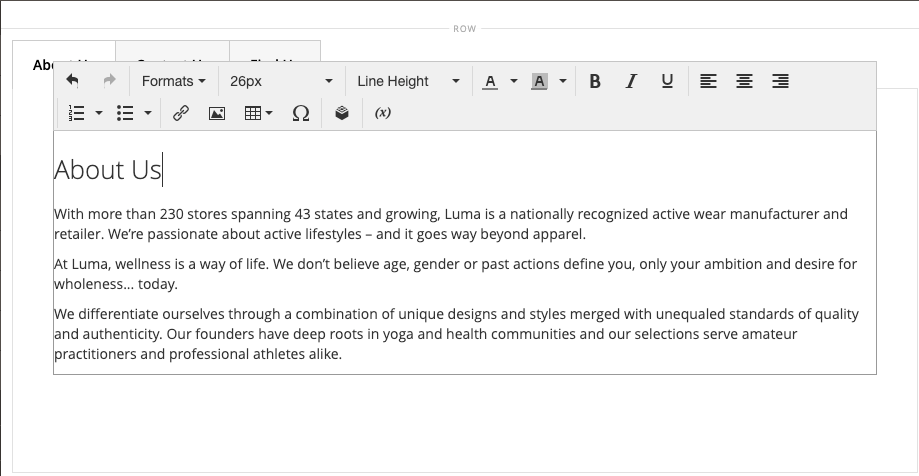 ROW
Formats 26px Line Height A A B I U
Ω (x)
About Us
With more than 230 stores spanning 43 states and growing, Luma is a nationally recognized active wear manufacturer and
retailer. We’re passionate about active lifestyles – and it goes way beyond apparel.
At Luma, wellness is a way of life. We don’t believe age, gender or past actions define you, only your ambition and desire for
wholeness… today.
We differentiate ourselves through a combination of unique designs and styles merged with unequaled standards of quality
and authenticity. Our founders have deep roots in yoga and health communities and our selections serve amateur
practitioners and professional athletes alike.